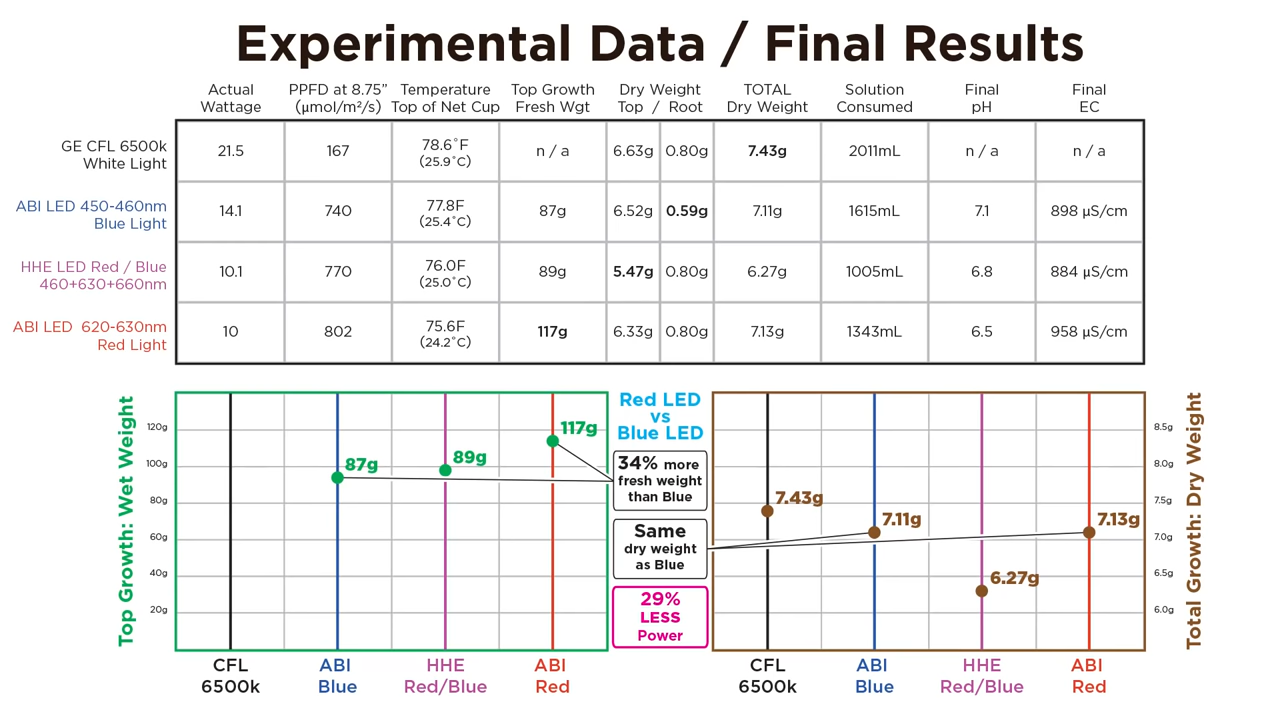 Experimental Data / Final Results
Actual Wattage
PPFD at 8.75” (μmol/m²/s)
Temperature Top of Net Cup
Top Growth Fresh Wgt
Dry Weight Top / Root
TOTAL Dry Weight
Solution Consumed
Final pH
Final EC
GE CFL 6500k White Light
21.5
167
78.6˚F (25.9˚C)
n / a
6.63g
0.80g
7.43g
2011mL
n / a
n / a
ABI LED 450-460nm Blue Light
14.1
740
77.8F (25.4˚C)
87g
6.52g
0.59g
7.11g
1615mL
7.1
898 μS/cm
HHE LED Red / Blue 460+630+660nm
10.1
770
76.0F (25.0˚C)
89g
5.47g
0.80g
6.27g
1005mL
6.8
884 μS/cm
ABI LED 620-630nm Red Light
10
802
75.6F (24.2˚C)
117g
6.33g
0.80g
7.13g
1343mL
6.5
958 μS/cm
Top Growth: Wet Weight
120g
100g
80g
60g
40g
20g
87g
89g
117g
CFL 6500k
ABI Blue
HHE Red/Blue
ABI Red
Red LED
vs
Blue LED
34% more
fresh weight
than Blue
Same
dry weight
as Blue
29%
LESS
Power
7.43g
7.11g
6.27g
7.13g
8.5g
8.0g
7.5g
7.0g
6.5g
6.0g
Total Growth: Dry Weight
CFL 6500k
ABI Blue
HHE Red/Blue
ABI Red